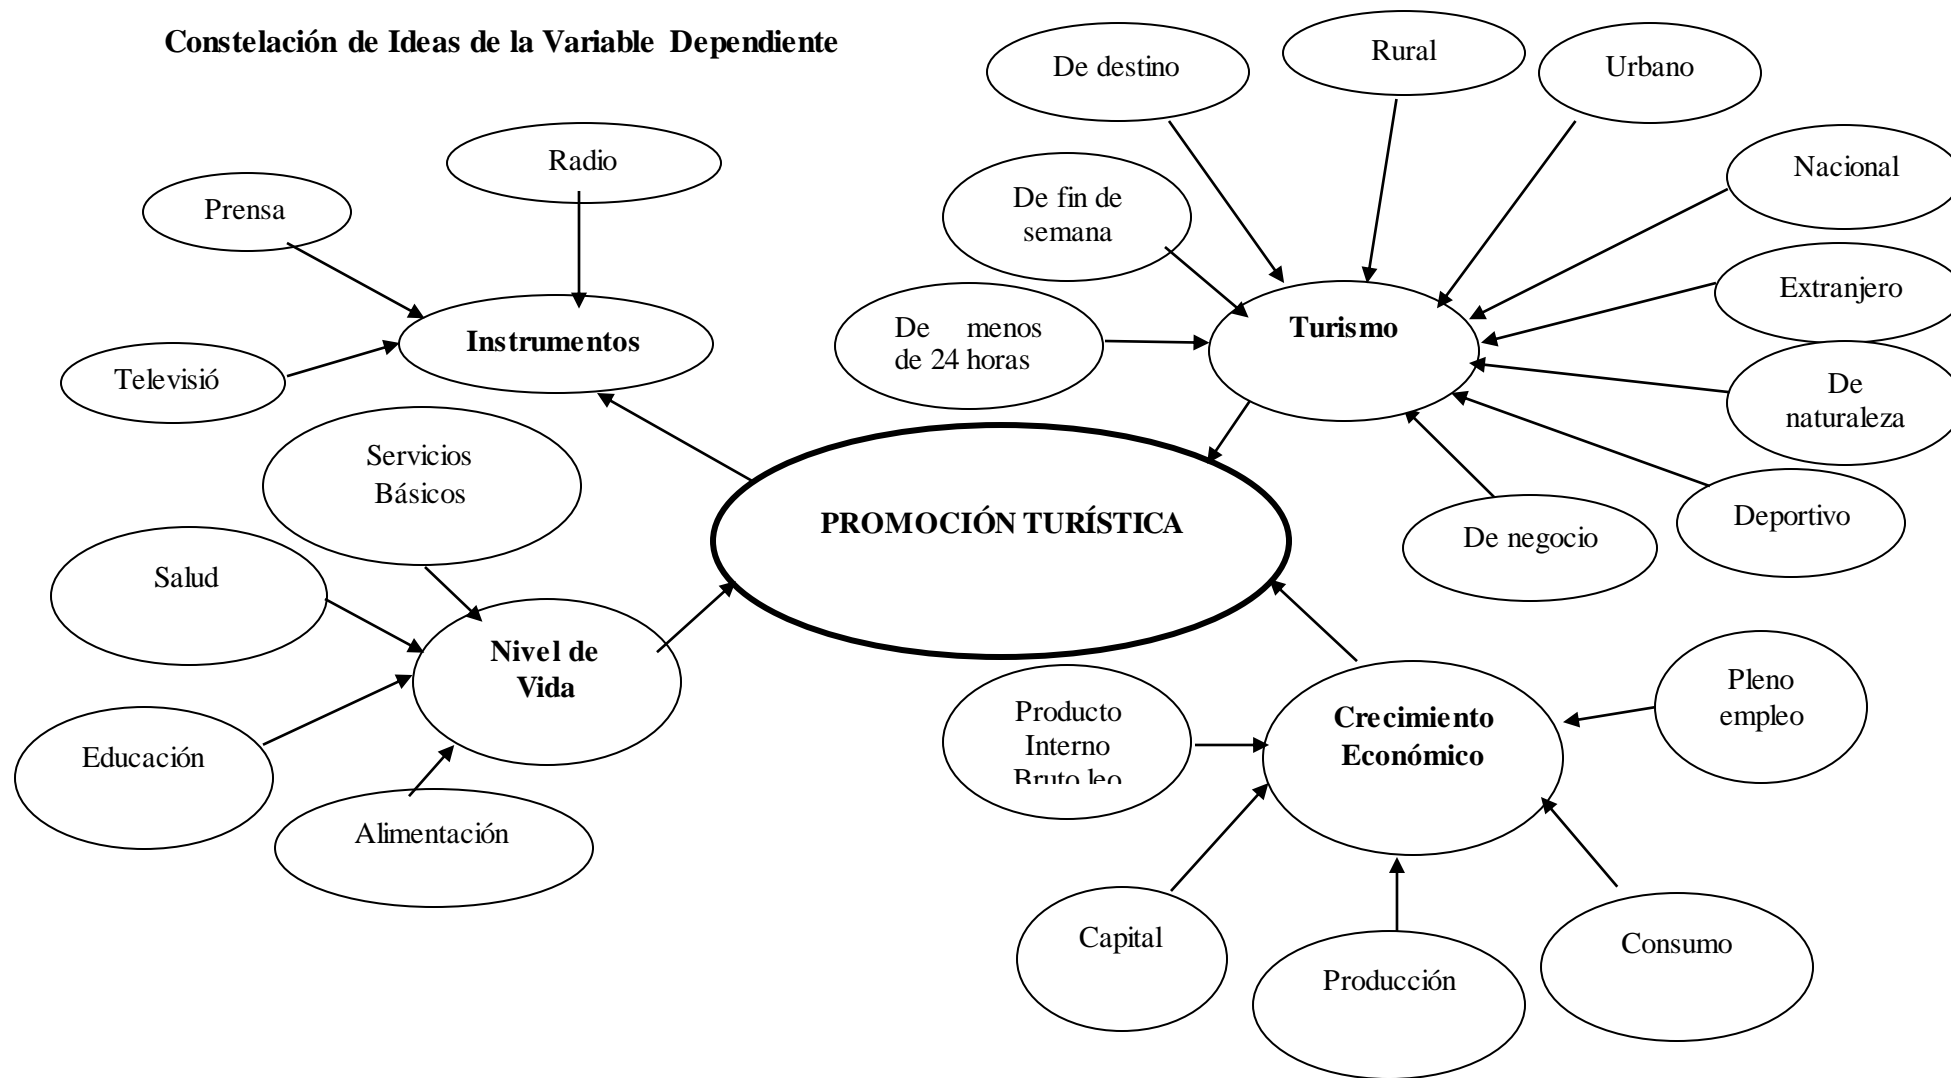 Constelación de Ideas de la Variable Dependiente
De destino
Rural
Urbano
Radio
Nacional
Prensa
De fin de
semana
Extranjero
Instrumentos
De menos
de 24 horas
Turismo
Televisió
De
naturaleza
Servicios
Básicos
PROMOCIÓN TURÍSTICA
De negocio
Deportivo
Salud
Nivel de
Vida
Educación
Alimentación
Producto
Interno
Bruto leo
Crecimiento
Económico
Pleno
empleo
Capital
Producción
Consumo